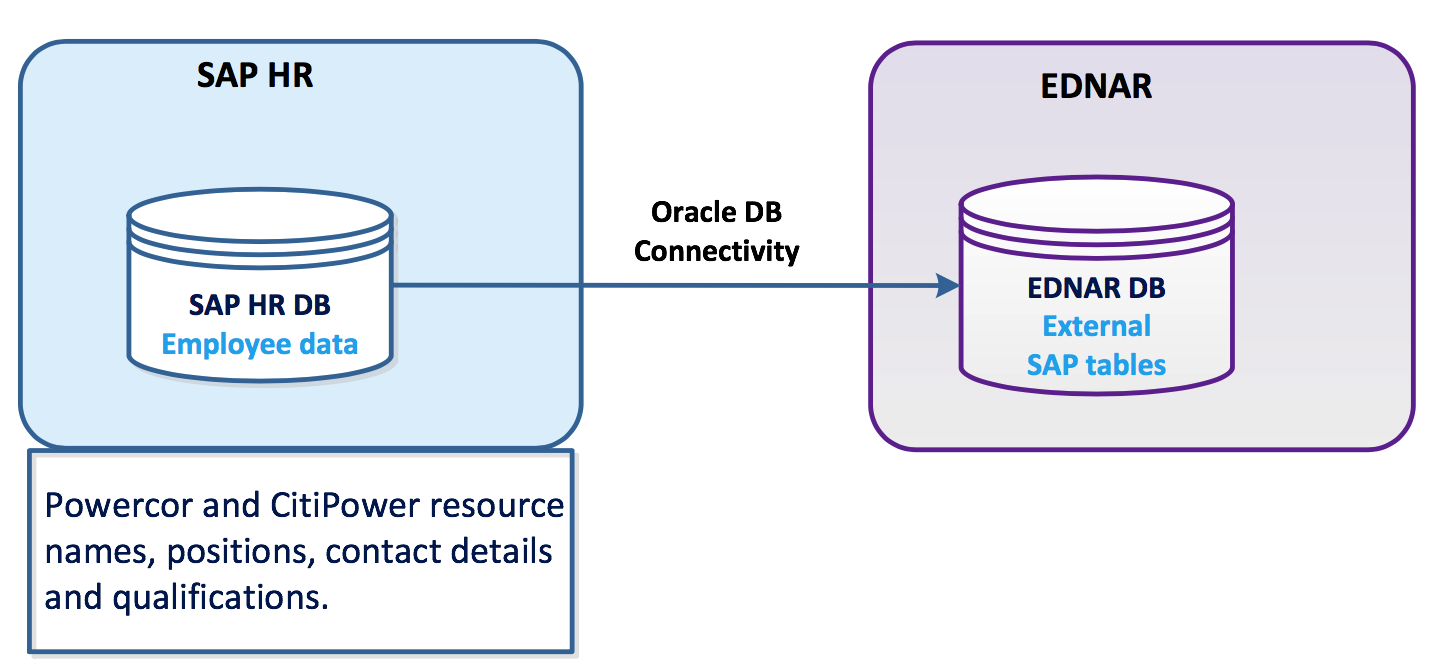 SAP HR
SAP HR DB
Employee data
Powercor and CitiPower resource
names, positions, contact details
and qualifications.
Oracle DB
Connectivity
EDNAR
EDNAR DB
External
SAP tables